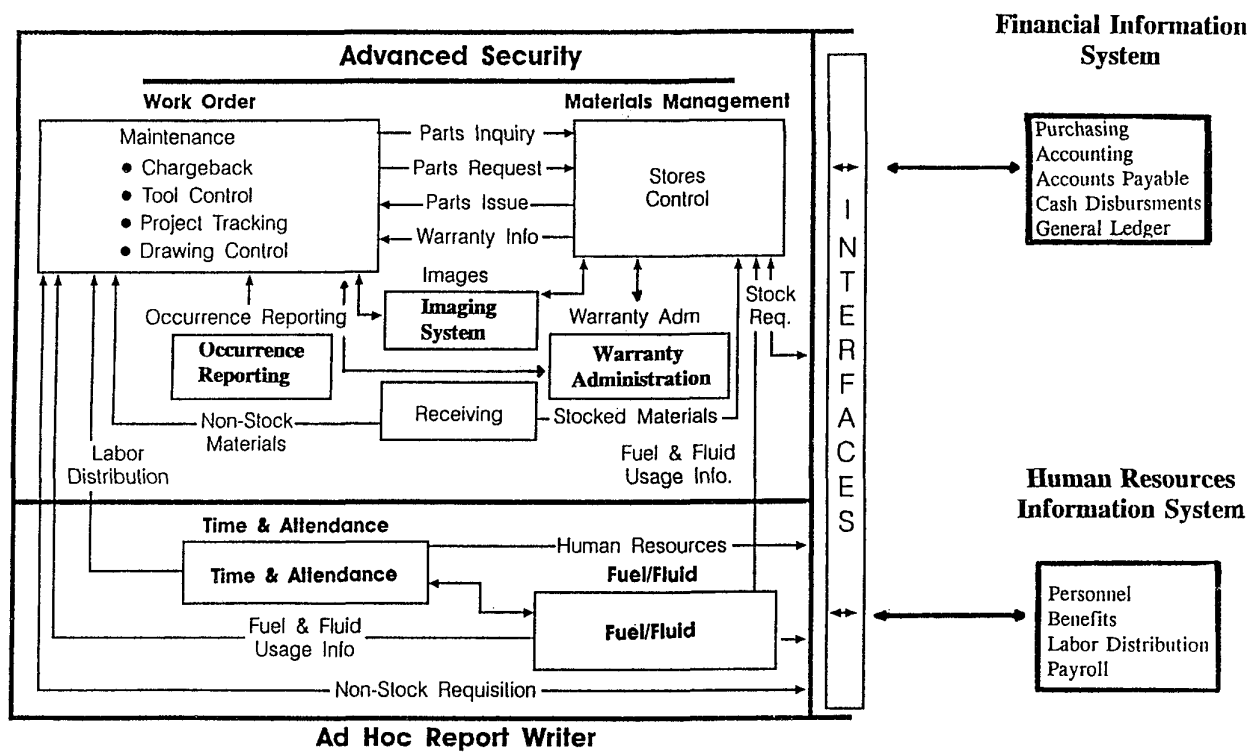 Financial Information
System
Advanced Security
Work Order
Materials Management
Maintenance
• Chargeback
• Tool Control
• Project Tracking
• Drawing Control
Parts Inquiry
Parts Request
Parts Issue
Warranty Info
Stores
Control
Purchasing
Accounting
Accounts Payable
Cash Disbursments
General Ledger
INTERFACES
Images
Imaging
System
Occurrence Reporting
Occurrence
Reporting
Warranty Adm
Warranty
Administration
Stock
Req.
Receiving
Non-Stock
Materials
Stocked Materials
Labor
Distribution
Fuel & Fluid
Usage Info.
Human Resources
Information System
Time & Attendance
Time & Attendance
Human Resources
Fuel/Fluid
Fuel/Fluid
Fuel & Fluid
Usage Info
Non-Stock Requisition
Personnel
Benefits
Labor Distribution
Payroll
Ad Hoc Report Writer